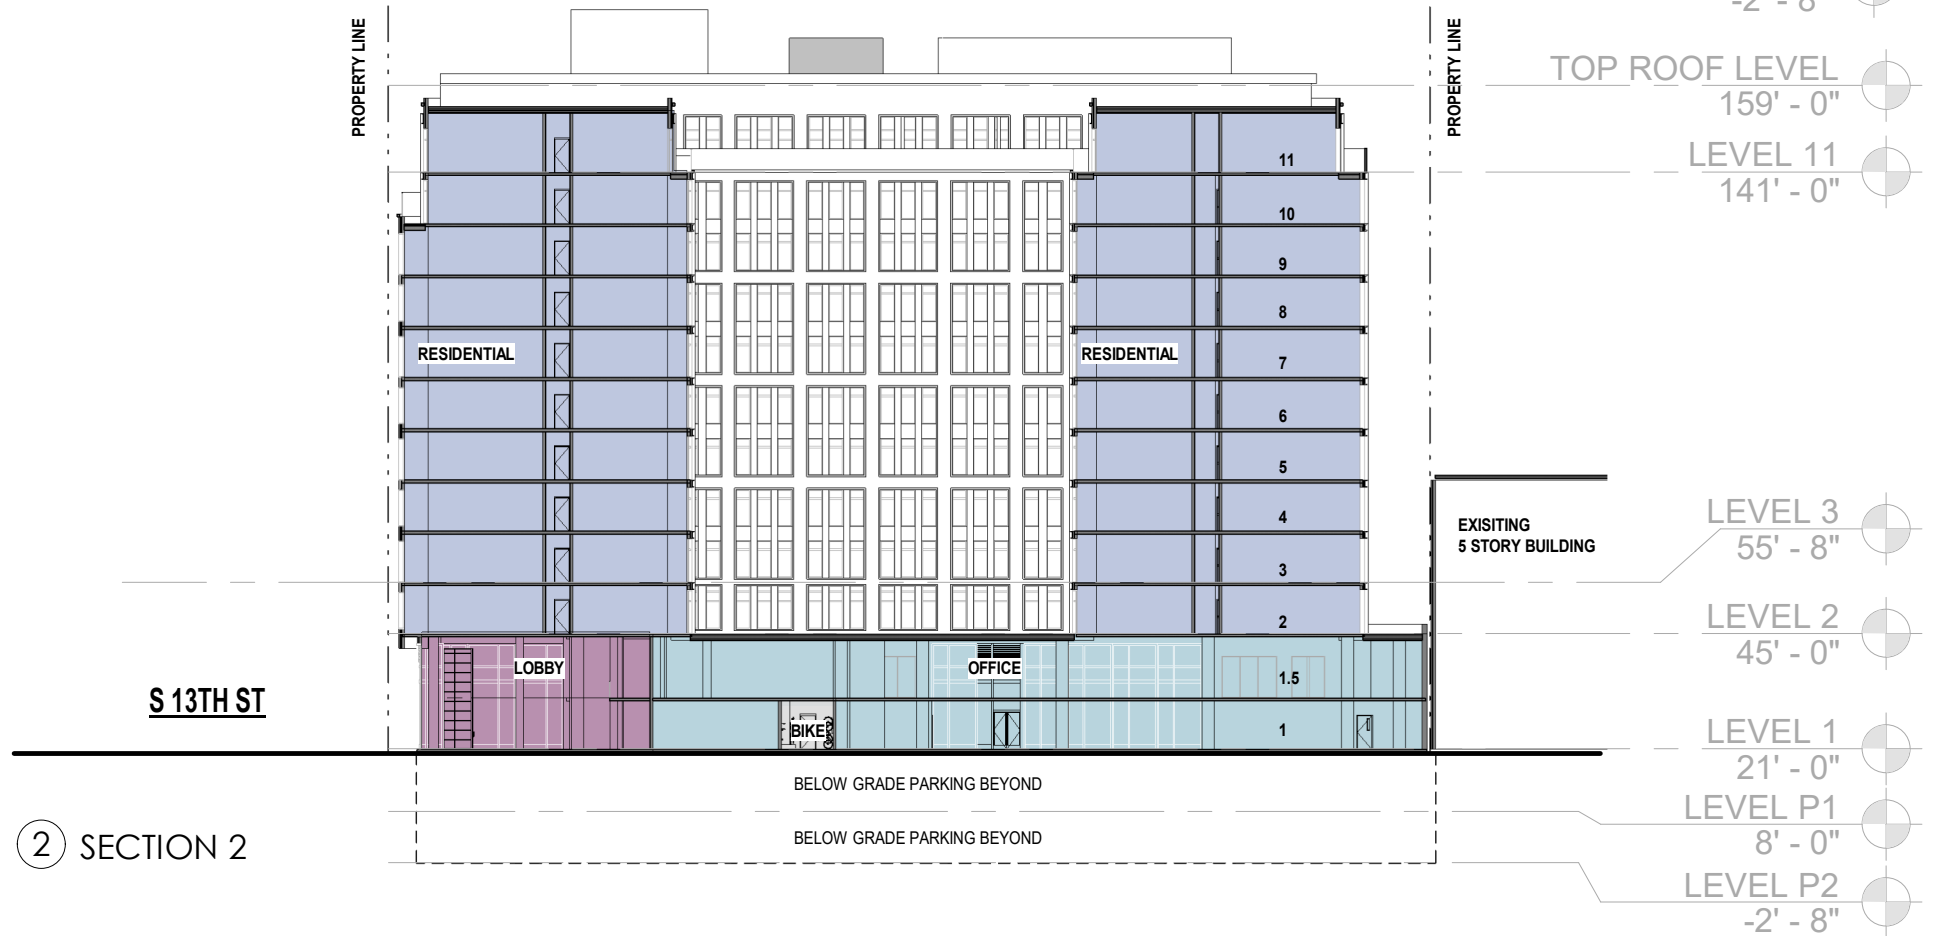 -2' - 8"
PROPERTY LINE
PROPERTY LINE
TOP ROOF LEVEL
159' - 0"
LEVEL 11
141' - 0"
11
10
9
8
RESIDENTIAL
RESIDENTIAL
7
6
5
4
3
2
EXISITING
5 STORY BUILDING
LEVEL 3
55' - 8"
LEVEL 2
45' - 0"
LOBBY
OFFICE
1.5
S 13TH ST
BIKE
1
LEVEL 1
21' - 0"
BELOW GRADE PARKING BEYOND
LEVEL P1
8' - 0"
BELOW GRADE PARKING BEYOND
2 SECTION 2
LEVEL P2
-2' - 8"